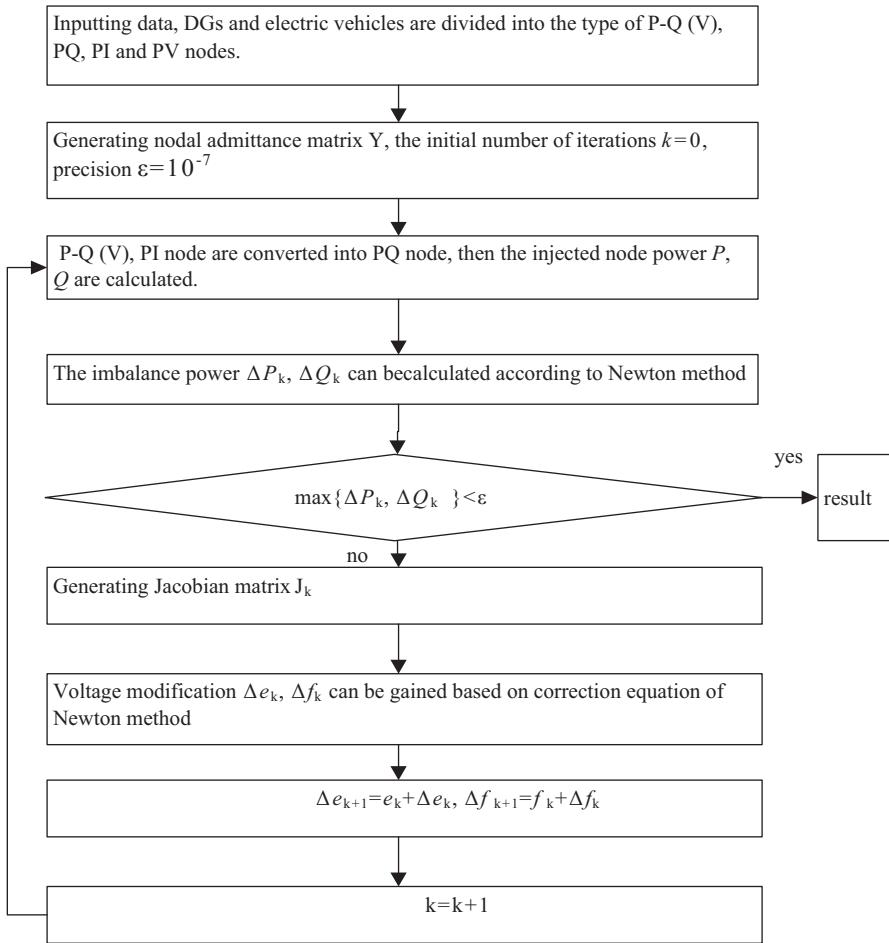 Inputting data, DGs and electric vehicles are divided into the type of P-Q (V),
PQ, PI and PV nodes.
Generating nodal admittance matrix Y, the initial number of iterations k=0,
precision ε=10⁻⁷
P-Q (V), PI node are converted into PQ node, then the injected node power P,
Q are calculated.
The imbalance power ΔPₖ, ΔQₖ can becalculated according to Newton method
yes
max{ΔPₖ, ΔQₖ }<ε
result
no
Generating Jacobian matrix Jₖ
Voltage modification Δeₖ, Δfₖ can be gained based on correction equation of
Newton method
Δeₖ₊₁=eₖ+Δeₖ, Δfₖ₊₁=fₖ+Δfₖ
k=k+1